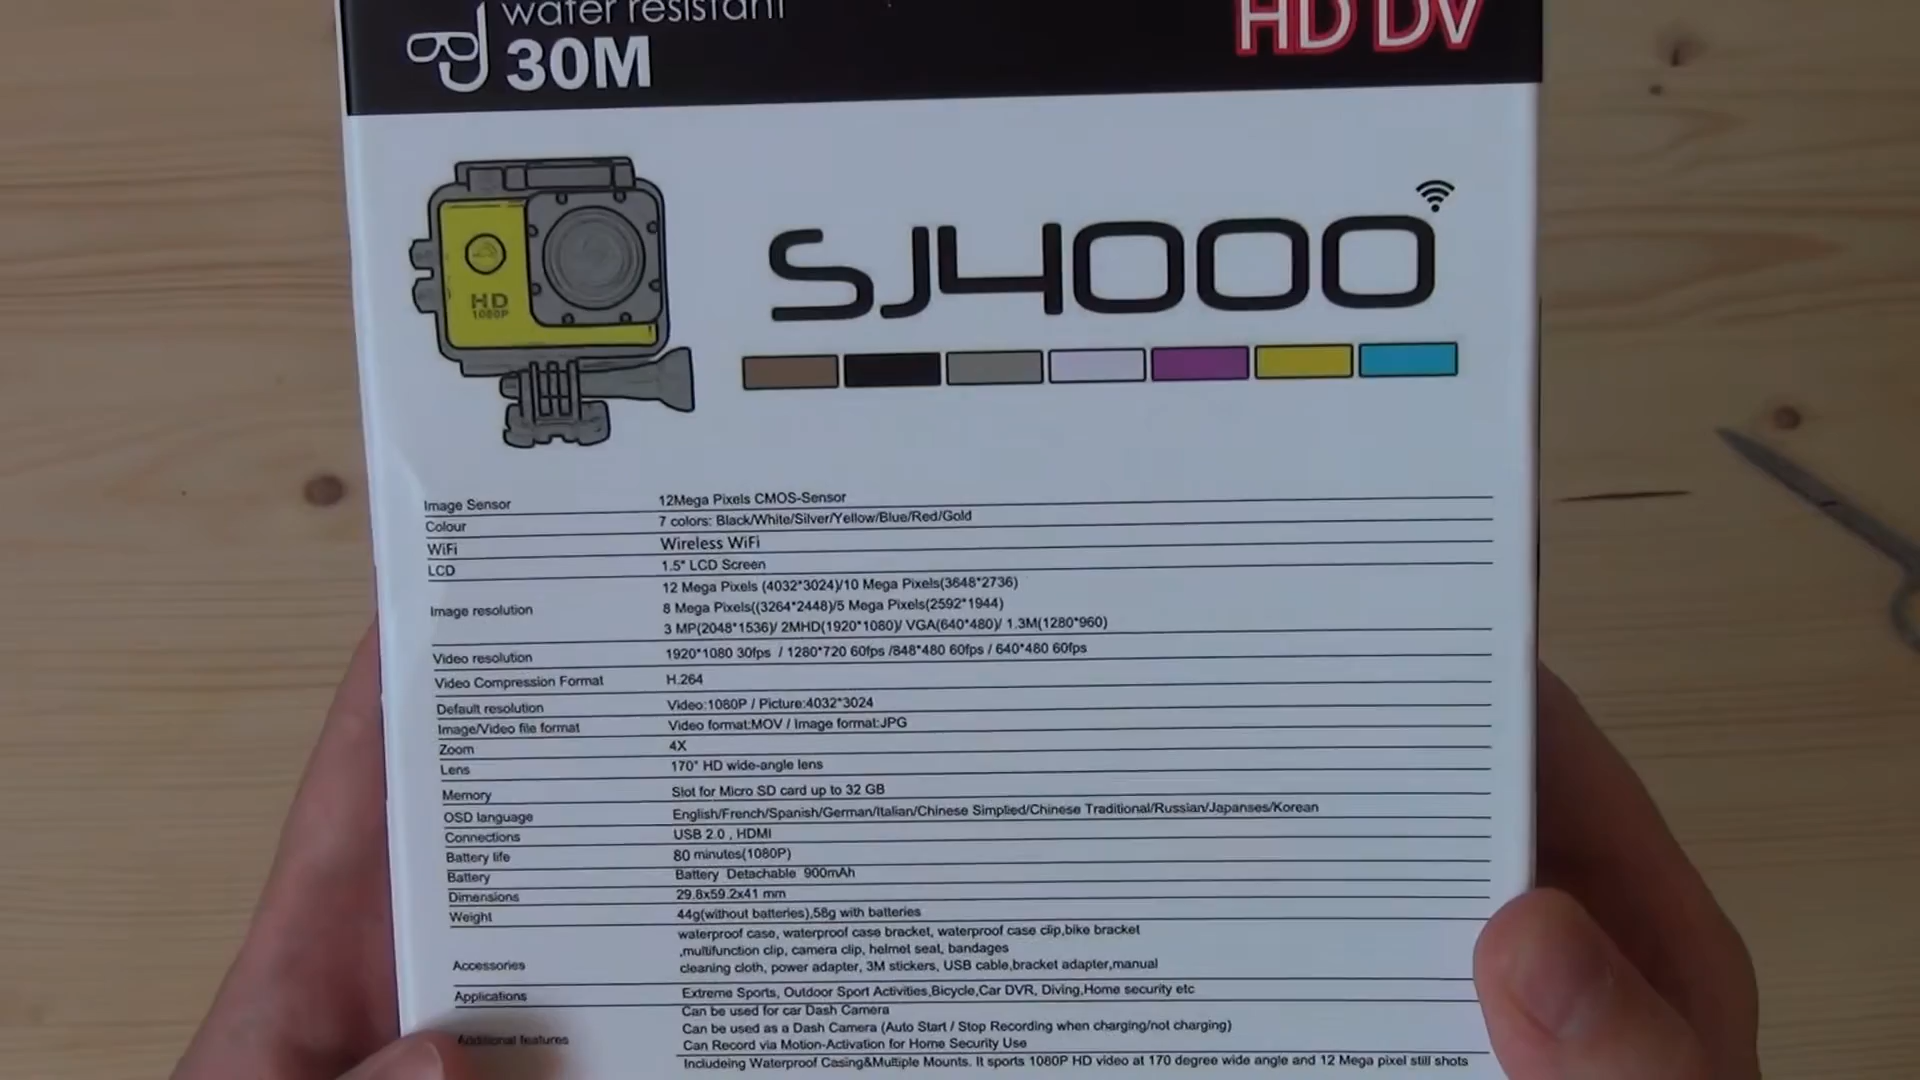 water resistant
30M
HD DV
HD
1080P
SJ4000
Image Sensor 12Mega Pixels CMOS-Sensor
Colour 7 colors: Black/White/Silver/Yellow/Blue/Red/Gold
WiFi Wireless WiFi
LCD 1.5" LCD Screen
Image resolution 12 Mega Pixels (4032*3024)/10 Mega Pixels(3648*2736)
8 Mega Pixels((3264*2448)/5 Mega Pixels(2592*1944)
3 MP(2048*1536)/ 2MHD(1920*1080)/ VGA(640*480)/ 1.3M(1280*960)
Video resolution 1920*1080 30fps / 1280*720 60fps /848*480 60fps / 640*480 60fps
Video Compression Format H.264
Default resolution Video:1080P / Picture:4032*3024
Image/Video file format Video format:MOV / Image format:JPG
Zoom 4X
Lens 170° HD wide-angle lens
Memory Slot for Micro SD card up to 32 GB
OSD language English/French/Spanish/German/Italian/Chinese Simplied/Chinese Traditional/Russian/Japanses/Korean
Connections USB 2.0 , HDMI
Battery life 80 minutes(1080P)
Battery Battery Detachable 900mAh
Dimensions 29.8x59.2x41 mm
Weight 44g(without batteries),58g with batteries
Accessories waterproof case, waterproof case bracket, waterproof case clip,bike bracket
,multifunction clip, camera clip, helmet seal, bandages
cleaning cloth, power adapter, 3M stickers, USB cable,bracket adapter,manual
Applications Extreme Sports, Outdoor Sport Activities,Bicycle,Car DVR, Diving,Home security etc
Additional features Can be used for car Dash Camera
Can be used as a Dash Camera (Auto Start / Stop Recording when charging/not charging)
Can Record via Motion-Activation for Home Security Use
Includeing Waterproof Casing&Multiple Mounts. It sports 1080P HD video at 170 degree wide angle and 12 Mega pixel still shots